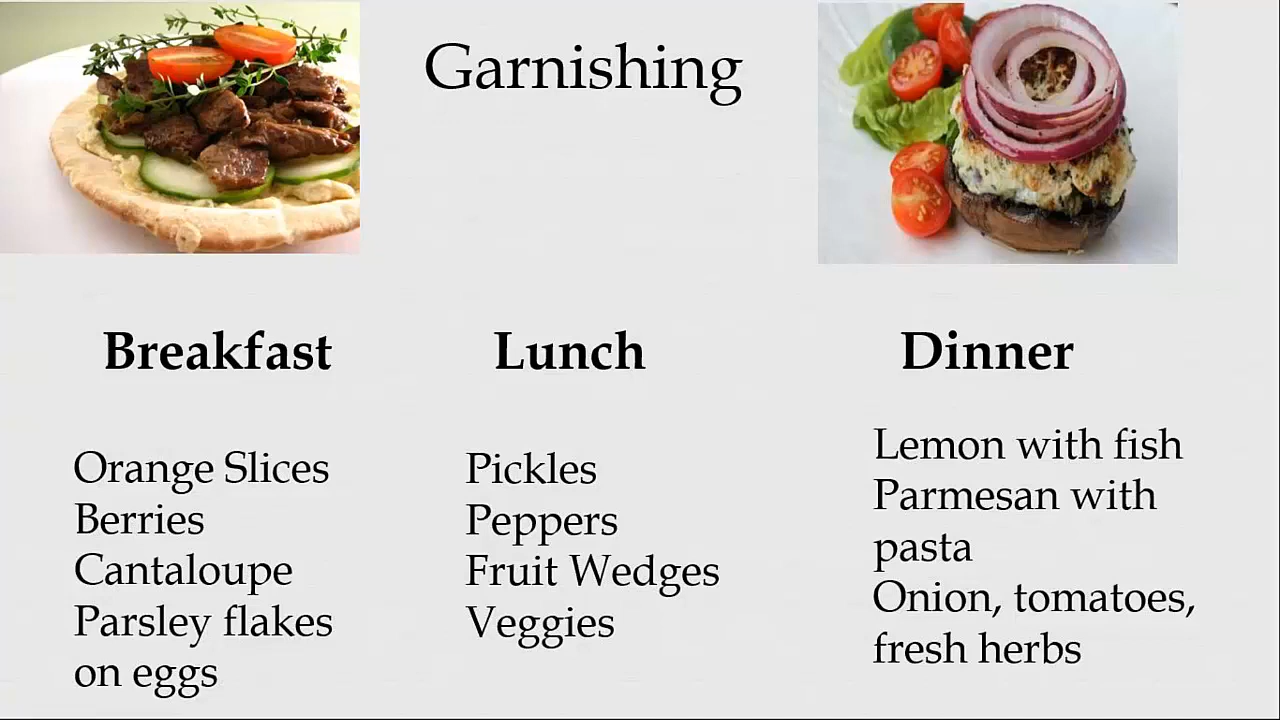 Garnishing
Breakfast
Orange Slices
Berries
Cantaloupe
Parsley flakes
on eggs
Lunch
Pickles
Peppers
Fruit Wedges
Veggies
Dinner
Lemon with fish
Parmesan with
pasta
Onion, tomatoes,
fresh herbs